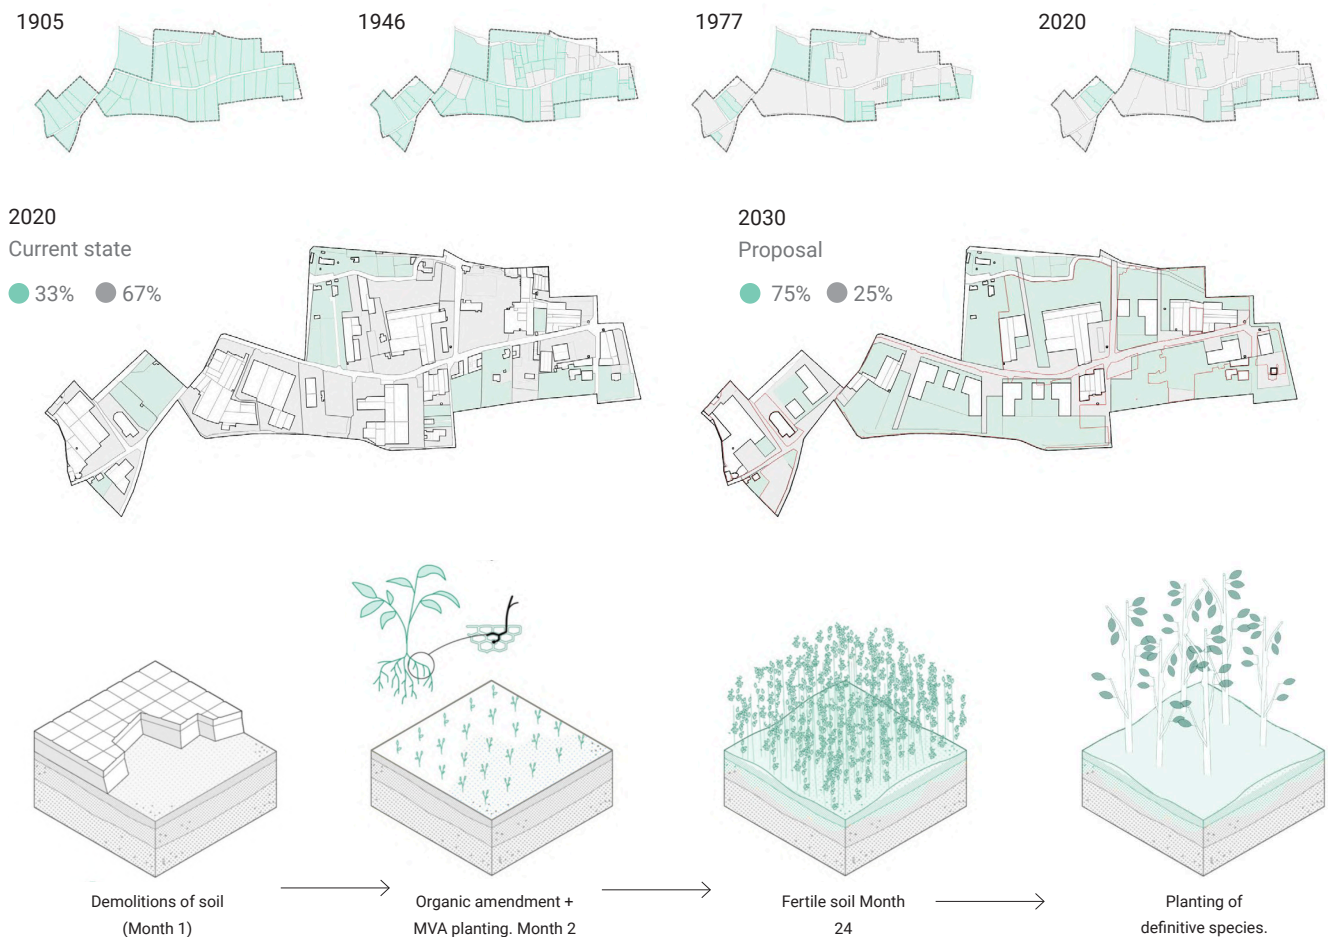 1905
1946
1977
2020
2020
Current state
33%
67%
2030
Proposal
75%
25%
Demolitions of soil
(Month 1)
Organic amendment +
MVA planting. Month 2
Fertile soil Month
24
Planting of
definitive species.